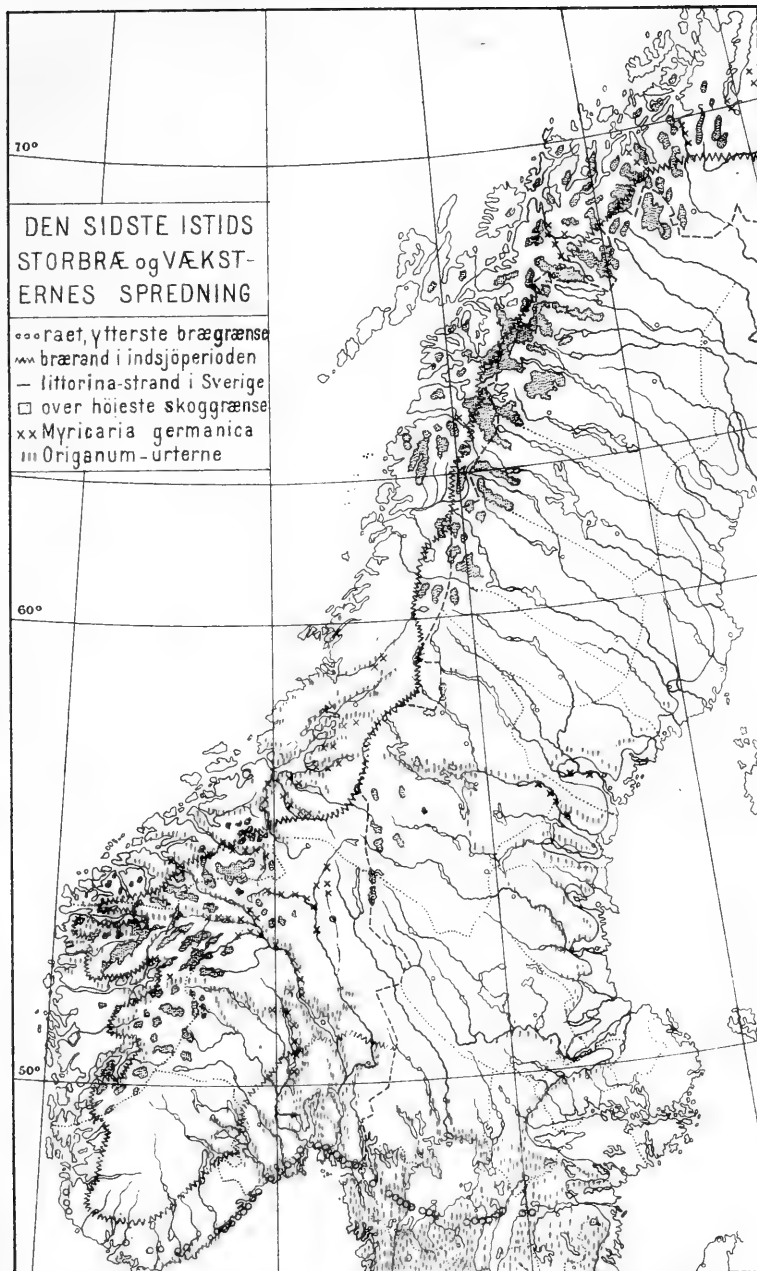 70°
DEN SIDSTE ISTIDS
STORBRÆ og VÆKST-
ERNES SPREDNING
raet, ytterste brægrænse
brærand i indsjöperioden
littorina-strand i Sverige
over höieste skoggrænse
xx Myricaria germanica
Origanum-urterne
60°
50°